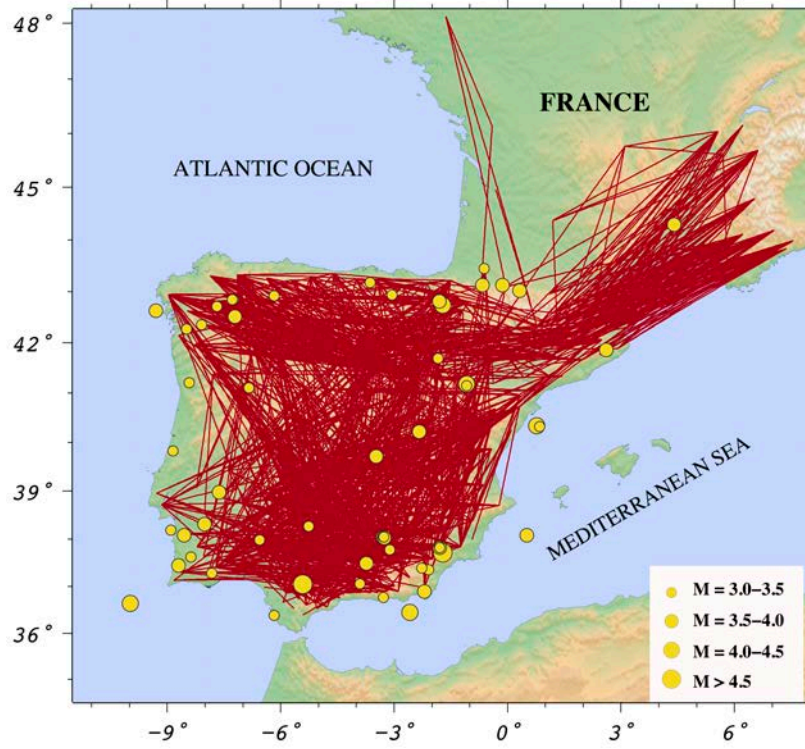 48°
FRANCE
ATLANTIC OCEAN
45°
42°
MEDITERRANEAN SEA
39°
M = 3.0–3.5
M = 3.5–4.0
36°
M = 4.0–4.5
M > 4.5
−9° −6° −3° 0° 3° 6°